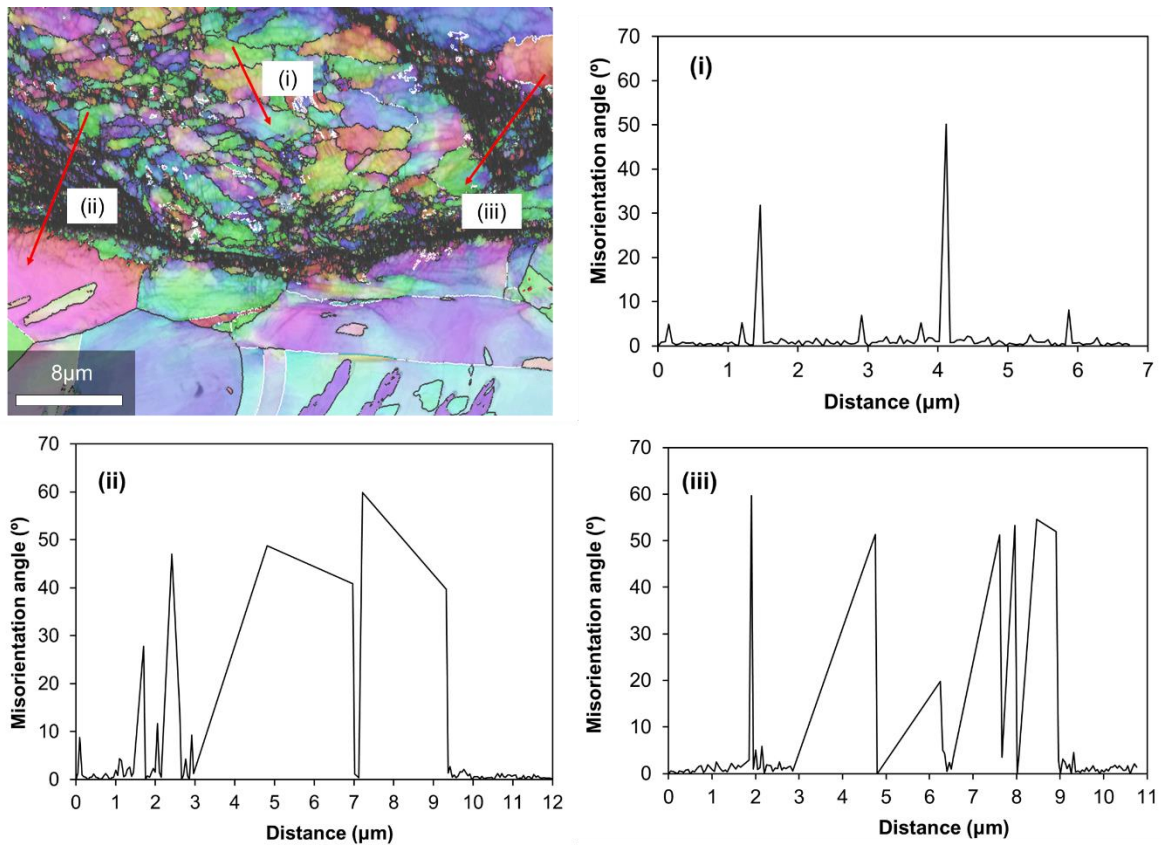 (i)
(ii)
(iii)
8µm
Misorientation angle (º)
70
60
50
40
30
20
10
0
(i)
0 1 2 3 4 5 6 7
Distance (µm)
Misorientation angle (º)
70
60
50
40
30
20
10
0
(ii)
0 1 2 3 4 5 6 7 8 9 10 11 12
Distance (µm)
Misorientation angle (º)
70
60
50
40
30
20
10
0
(iii)
0 1 2 3 4 5 6 7 8 9 10 11
Distance (µm)